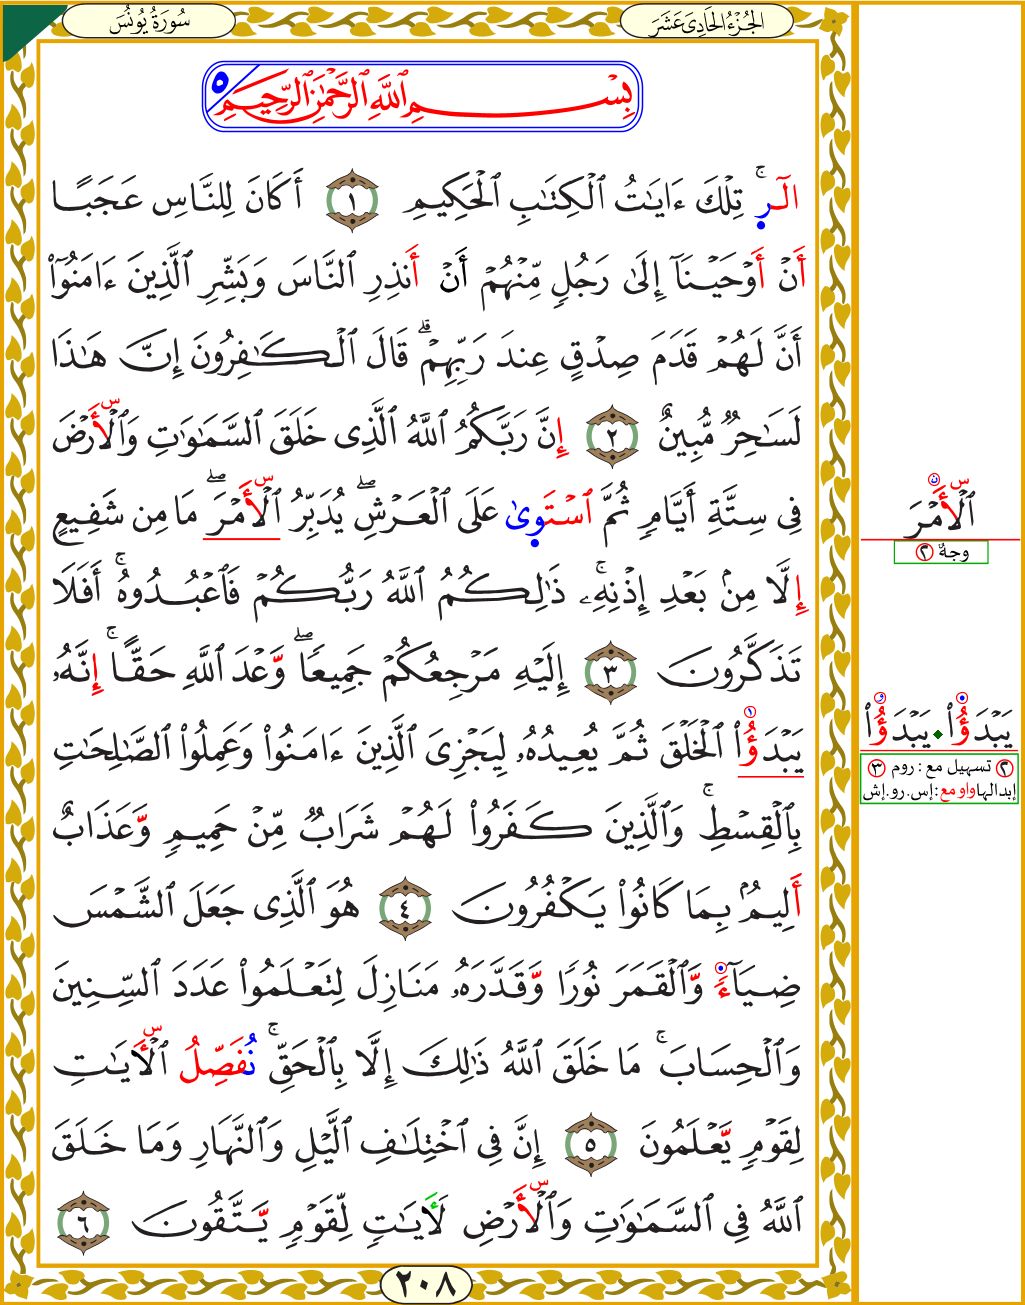 سُورَةُ يُونُسَ
الجُزْءُ الحَادِي عَشَرَ
بِسْمِ ٱللَّهِ ٱلرَّحْمَٰنِ ٱلرَّحِيمِ ٥
الٓرۚ تِلْكَ ءَايَٰتُ ٱلْكِتَٰبِ ٱلْحَكِيمِ ١ أَكَانَ لِلنَّاسِ عَجَبًا
أَنْ أَوْحَيْنَآ إِلَىٰ رَجُلٍ مِّنْهُمْ أَنْ أَنذِرِ ٱلنَّاسَ وَبَشِّرِ ٱلَّذِينَ ءَامَنُوٓا۟
أَنَّ لَهُمْ قَدَمَ صِدْقٍ عِندَ رَبِّهِمْۗ قَالَ ٱلْكَٰفِرُونَ إِنَّ هَٰذَا
لَسَٰحِرٌ مُّبِينٌ ٢ إِنَّ رَبَّكُمُ ٱللَّهُ ٱلَّذِى خَلَقَ ٱلسَّمَٰوَٰتِ وَٱلْأَرْضَ
فِى سِتَّةِ أَيَّامٍ ثُمَّ ٱسْتَوَىٰ عَلَى ٱلْعَرْشِۖ يُدَبِّرُ ٱلْأَمْرَۖ مَا مِن شَفِيعٍ
إِلَّا مِنۢ بَعْدِ إِذْنِهِۦۚ ذَٰلِكُمُ ٱللَّهُ رَبُّكُمْ فَٱعْبُدُوهُۚ أَفَلَا
تَذَكَّرُونَ ٣ إِلَيْهِ مَرْجِعُكُمْ جَمِيعًاۖ وَّعْدَ ٱللَّهِ حَقًّاۚ إِنَّهُۥ
يَبْدَؤُا۟ ٱلْخَلْقَ ثُمَّ يُعِيدُهُۥ لِيَجْزِىَ ٱلَّذِينَ ءَامَنُوا۟ وَعَمِلُوا۟ ٱلصَّٰلِحَٰتِ
بِٱلْقِسْطِۚ وَٱلَّذِينَ كَفَرُوا۟ لَهُمْ شَرَابٌ مِّنْ حَمِيمٍ وَّعَذَابٌ
أَلِيمٌۢ بِمَا كَانُوا۟ يَكْفُرُونَ ٤ هُوَ ٱلَّذِى جَعَلَ ٱلشَّمْسَ
ضِيَآءً وَّٱلْقَمَرَ نُورًا وَّقَدَّرَهُۥ مَنَازِلَ لِتَعْلَمُوا۟ عَدَدَ ٱلسِّنِينَ
وَٱلْحِسَابَۚ مَا خَلَقَ ٱللَّهُ ذَٰلِكَ إِلَّا بِٱلْحَقِّۚ نُفَصِّلُ ٱلْأَيَٰتِ
لِقَوْمٍ يَّعْلَمُونَ ٥ إِنَّ فِى ٱخْتِلَٰفِ ٱلَّيْلِ وَٱلنَّهَارِ وَمَا خَلَقَ
ٱللَّهُ فِى ٱلسَّمَٰوَٰتِ وَٱلْأَرْضِ لَأَيَٰتٍ لِّقَوْمٍ يَّتَّقُونَ ٦
٢٠٨
ٱلْأَمْرَ
وجهٌ ٢
يَبْدَؤُا۟ • يَبْدَؤُا۟
٢ تسهيل مع : روم ٣
إبدالها واو مع : إس. رو. إش